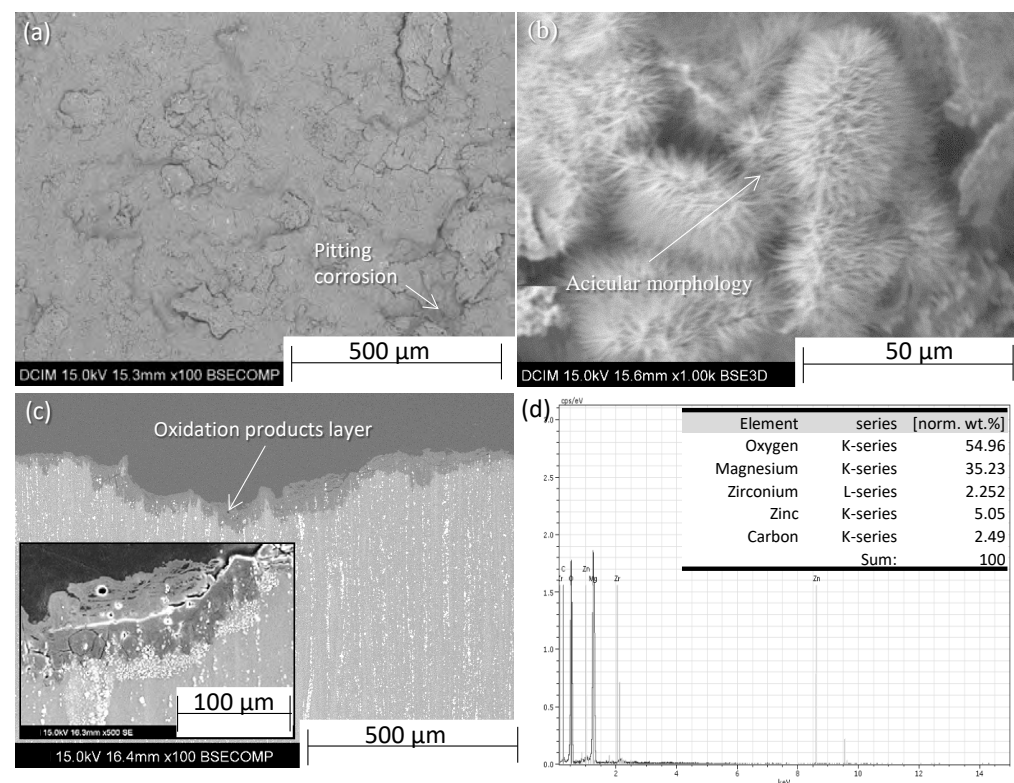 (a)
Pitting
corrosion
500 µm
DCIM 15.0kV 15.3mm x100 BSECOMP
(b)
Acicular morphology
50 µm
DCIM 15.0kV 15.6mm x1.00k BSE3D
(c)
Oxidation products layer
100 µm
15.0kV 16.3mm x500 SE
500 µm
15.0kV 16.4mm x100 BSECOMP
(d)
cps/eV
Element series [norm. wt.%]
Oxygen K-series 54.96
Magnesium K-series 35.23
Zirconium L-series 2.252
Zinc K-series 5.05
Carbon K-series 2.49
Sum: 100
3.0
2.5
2.0
1.5
1.0
0.5
0.0
C Zn
Zr O Mg Zr Zn
2 4 6 8 10 12 14
keV